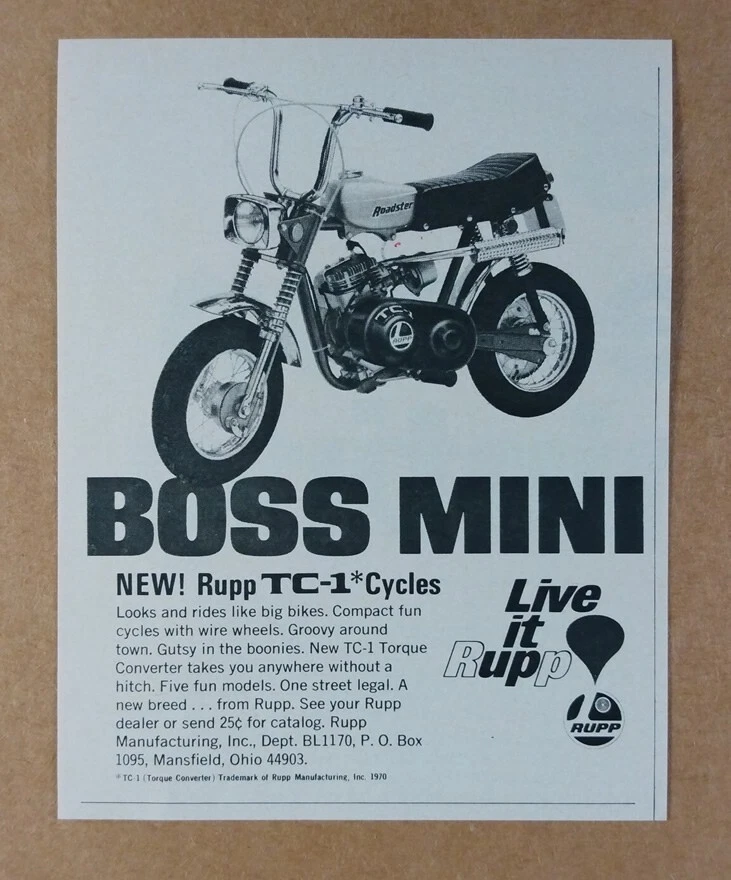 Roadster
TC-1
RUPP
BOSS MINI
NEW! Rupp TC-1* Cycles
Looks and rides like big bikes. Compact fun
cycles with wire wheels. Groovy around
town. Gutsy in the boonies. New TC-1 Torque
Converter takes you anywhere without a
hitch. Five fun models. One street legal. A
new breed . . . from Rupp. See your Rupp
dealer or send 25¢ for catalog. Rupp
Manufacturing, Inc., Dept. BL1170, P. O. Box
1095, Mansfield, Ohio 44903.
*TC-1 (Torque Converter) Trademark of Rupp Manufacturing, Inc. 1970
Live
it
Rupp
RUPP